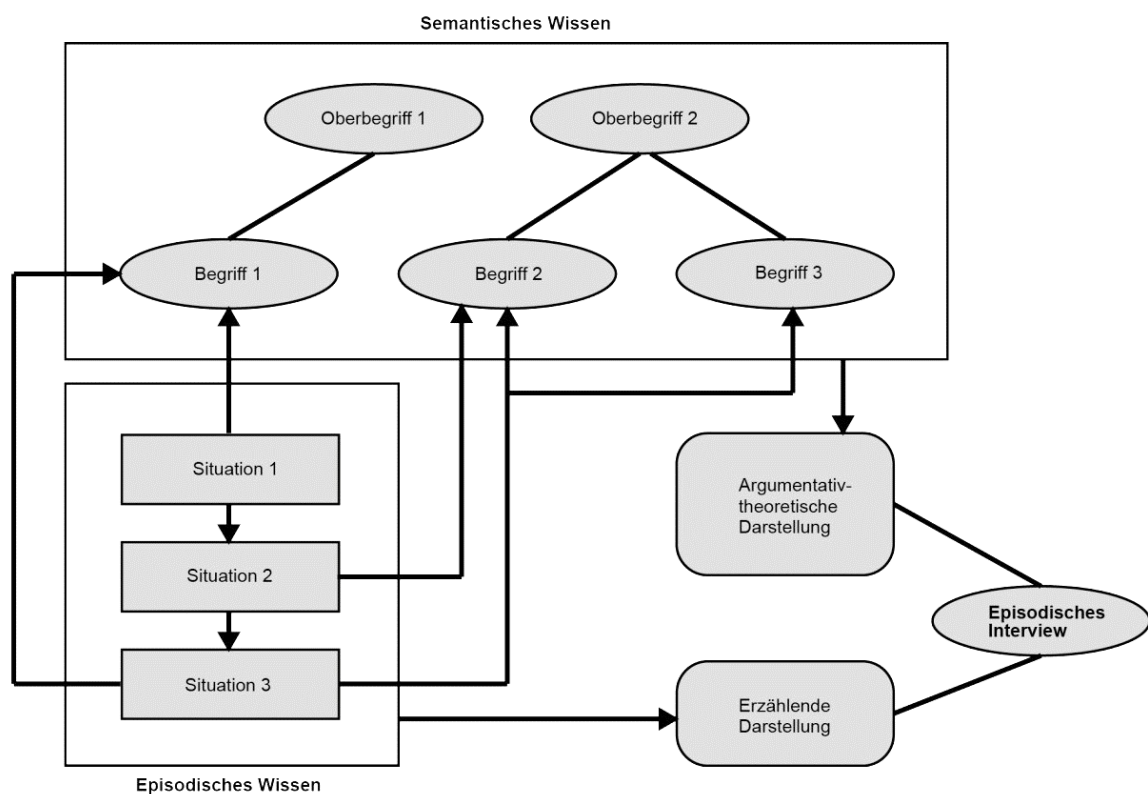 Semantisches Wissen
Oberbegriff 1
Oberbegriff 2
Begriff 1
Begriff 2
Begriff 3
Situation 1
Situation 2
Situation 3
Argumentativ-
theoretische
Darstellung
Episodisches
Interview
Erzählende
Darstellung
Episodisches Wissen